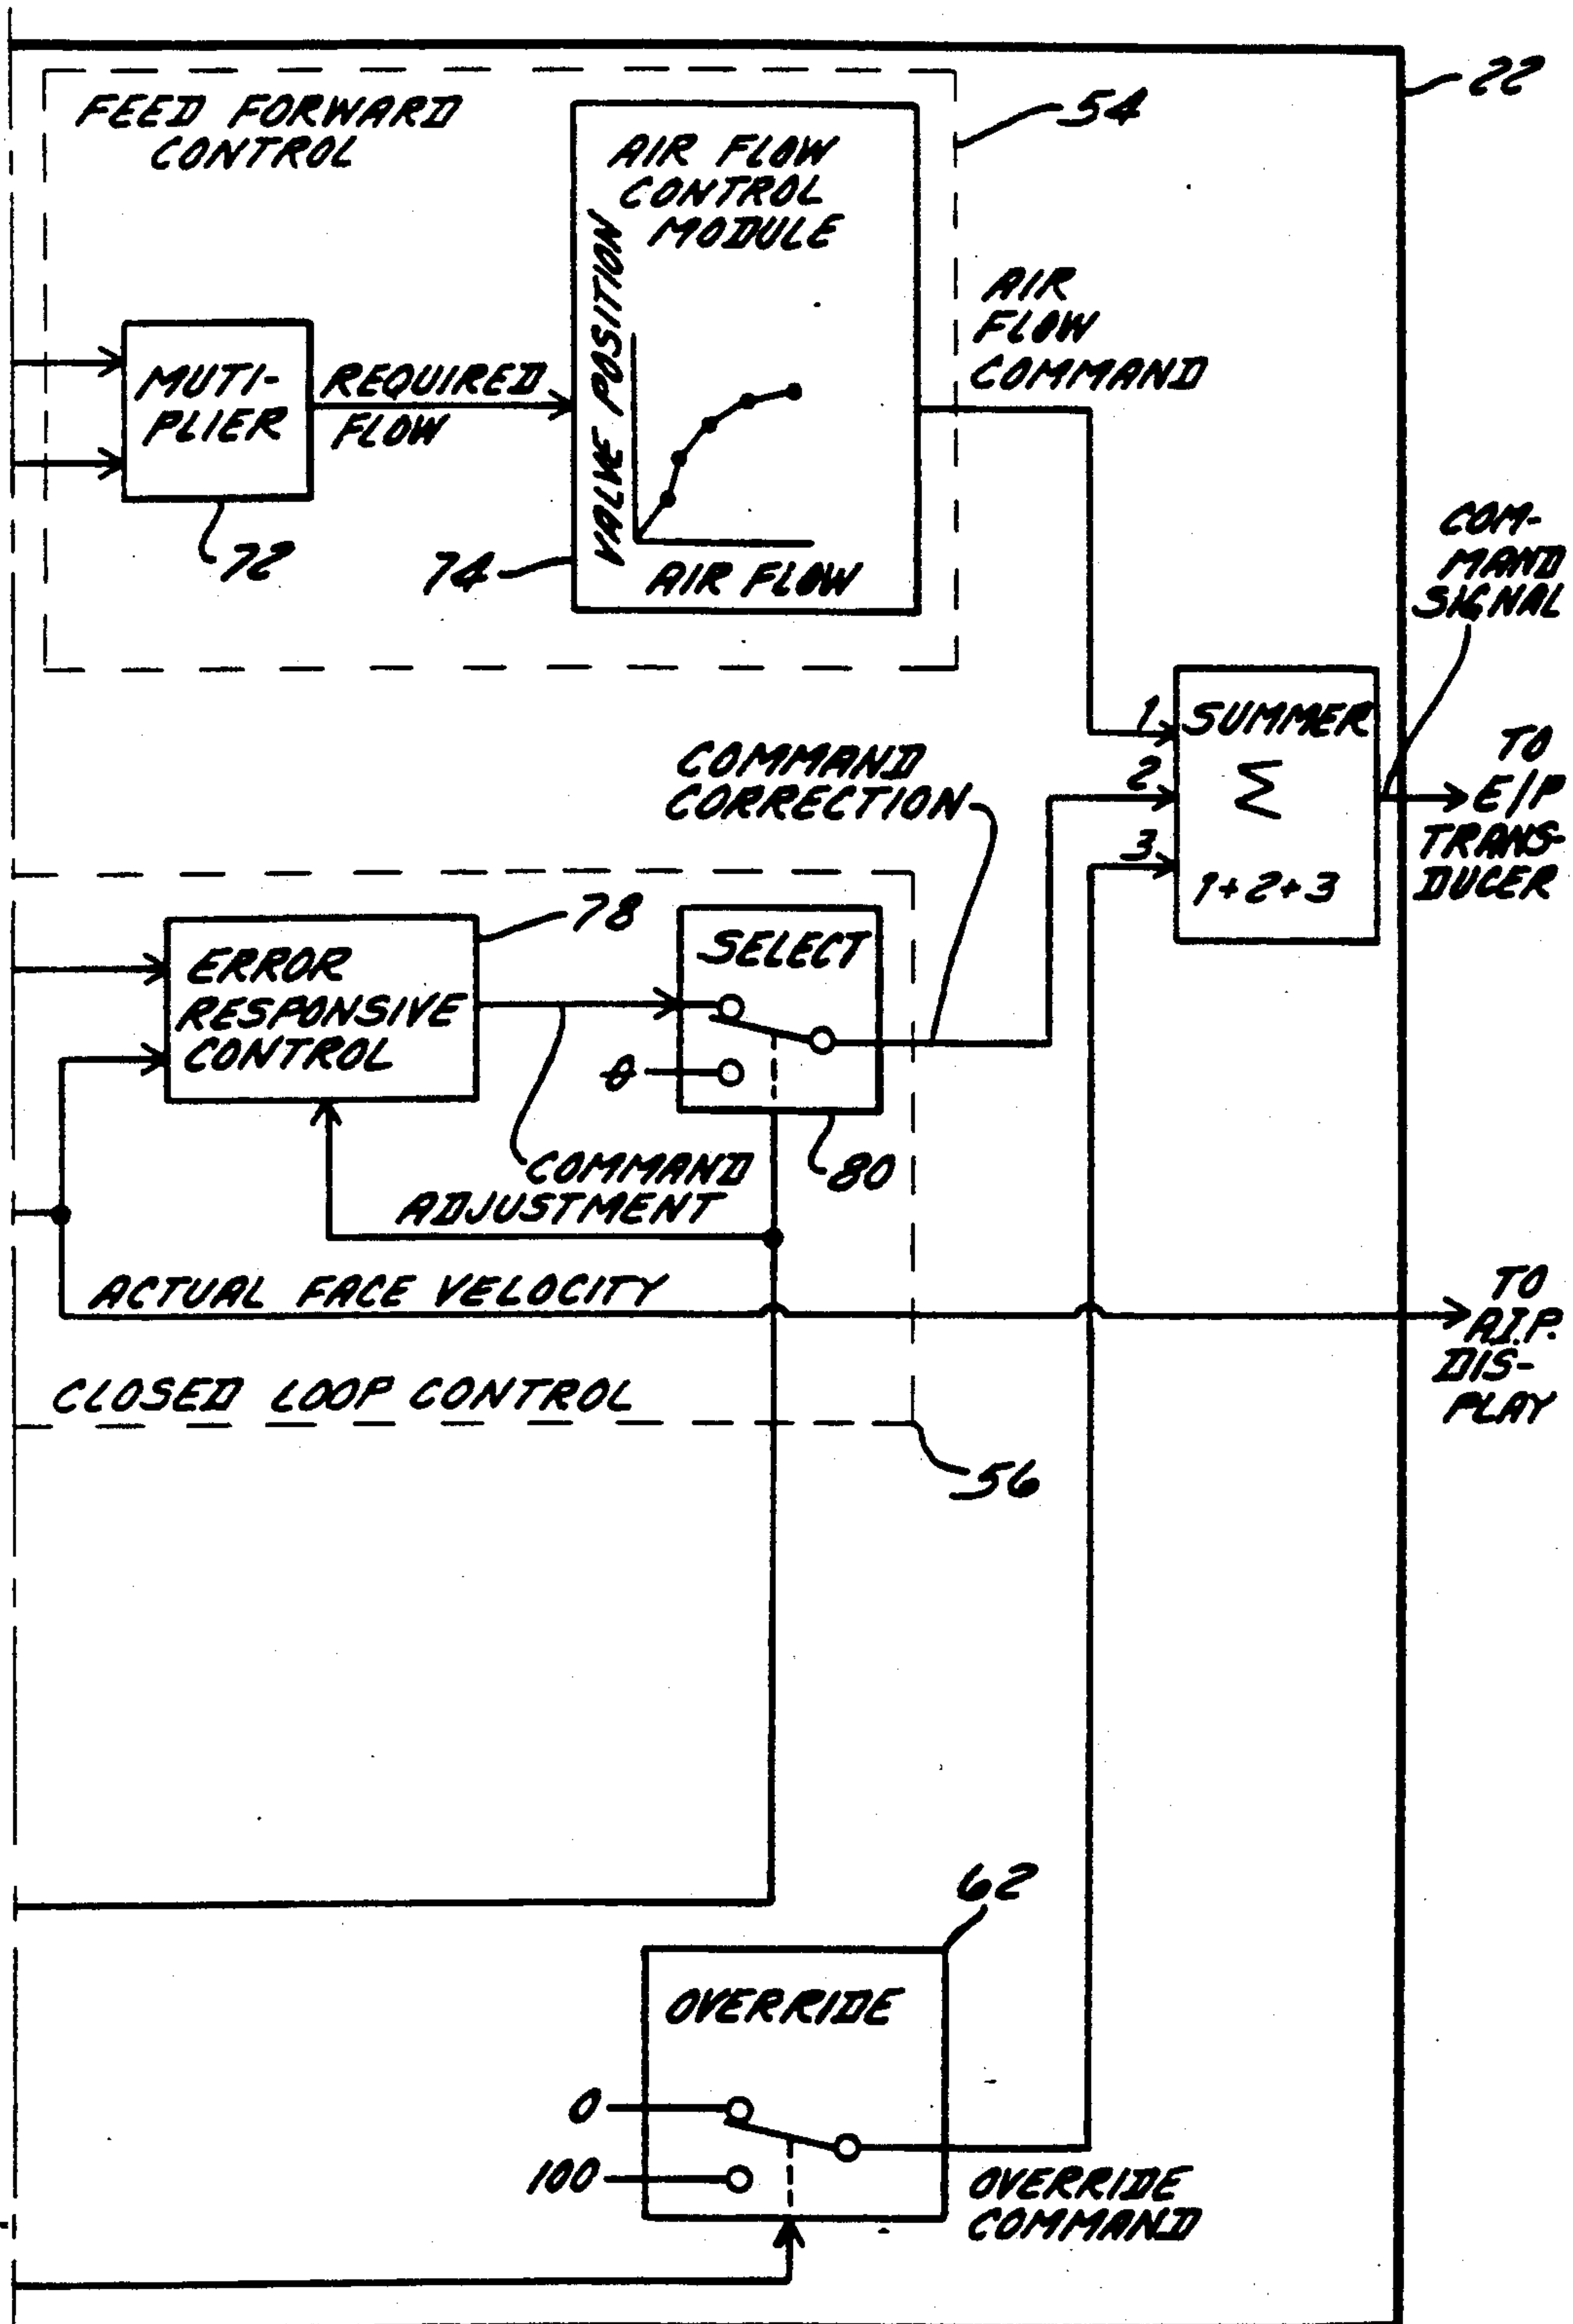 22
FEED FORWARD
CONTROL
54
AIR FLOW
CONTROL
MODULE
VALVE POSITION
AIR FLOW
74
MUTI-
PLIER
72
REQUIRED
FLOW
AIR
FLOW
COMMAND
COM-
MAND
SIGNAL
1
2
3
SUMMER
Σ
1+2+3
TO
E/P
TRANS-
DUCER
COMMAND
CORRECTION
78
ERROR
RESPONSIVE
CONTROL
SELECT
0
80
COMMAND
ADJUSTMENT
ACTUAL FACE VELOCITY
TO
A.I.P.
DIS-
PLAY
CLOSED LOOP CONTROL
56
62
OVERRIDE
0
100
OVERRIDE
COMMAND